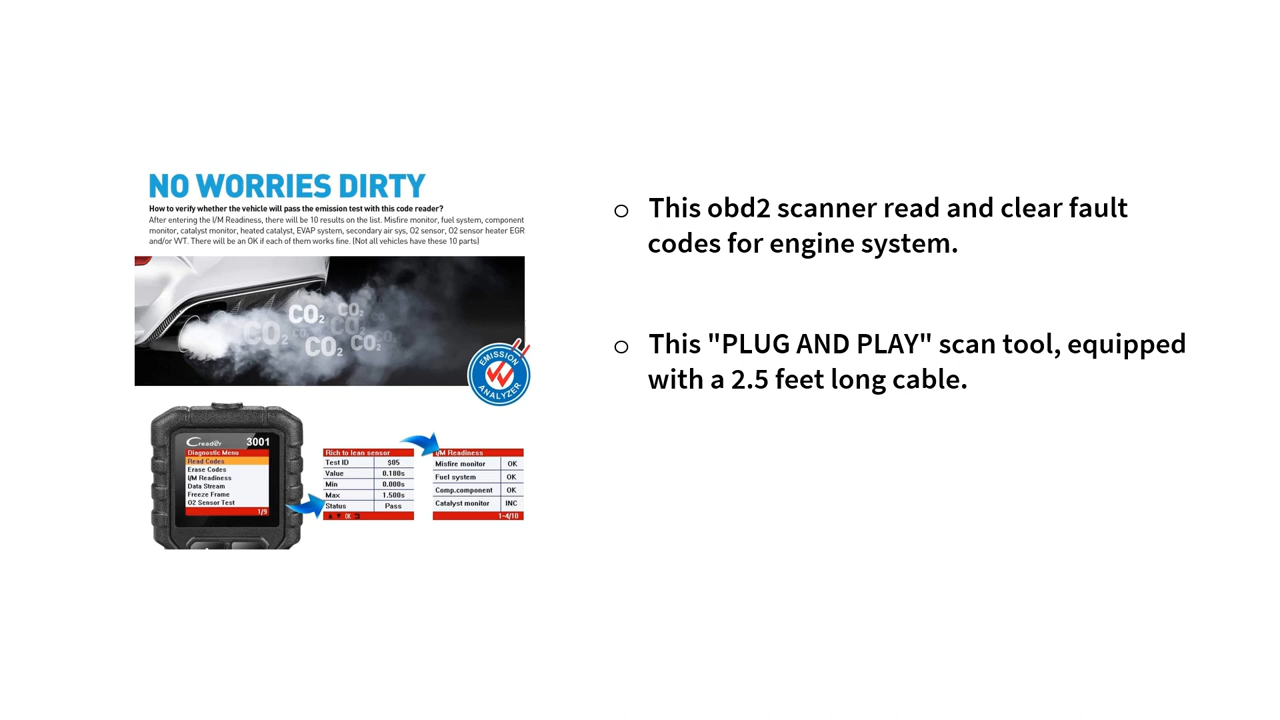 NO WORRIES DIRTY
How to verify whether the vehicle will pass the emission test with this code reader?
After entering the I/M Readiness, there will be 10 results on the list. Misfire monitor, fuel system, component
monitor, catalyst monitor, heated catalyst, EVAP system, secondary air sys, O2 sensor, O2 sensor heater EGR
and/or VVT. There will be an OK if each of them works fine. (Not all vehicles have these 10 parts)
CO2 CO2
CO2 CO2 CO2
CO2 CO2
EMISSION
ANALYZER
Creader 3001
Diagnostic Menu
Read Codes
Erase Codes
I/M Readiness
Data Stream
Freeze Frame
O2 Sensor Test
1/9
Rich to lean sensor
Test ID $05
Value 0.180s
Min 0.000s
Max 1.500s
Status Pass
OK
I/M Readiness
Misfire monitor OK
Fuel system OK
Comp.component OK
Catalyst monitor INC
1-4/10
o This obd2 scanner read and clear fault
codes for engine system.
o This "PLUG AND PLAY" scan tool, equipped
with a 2.5 feet long cable.